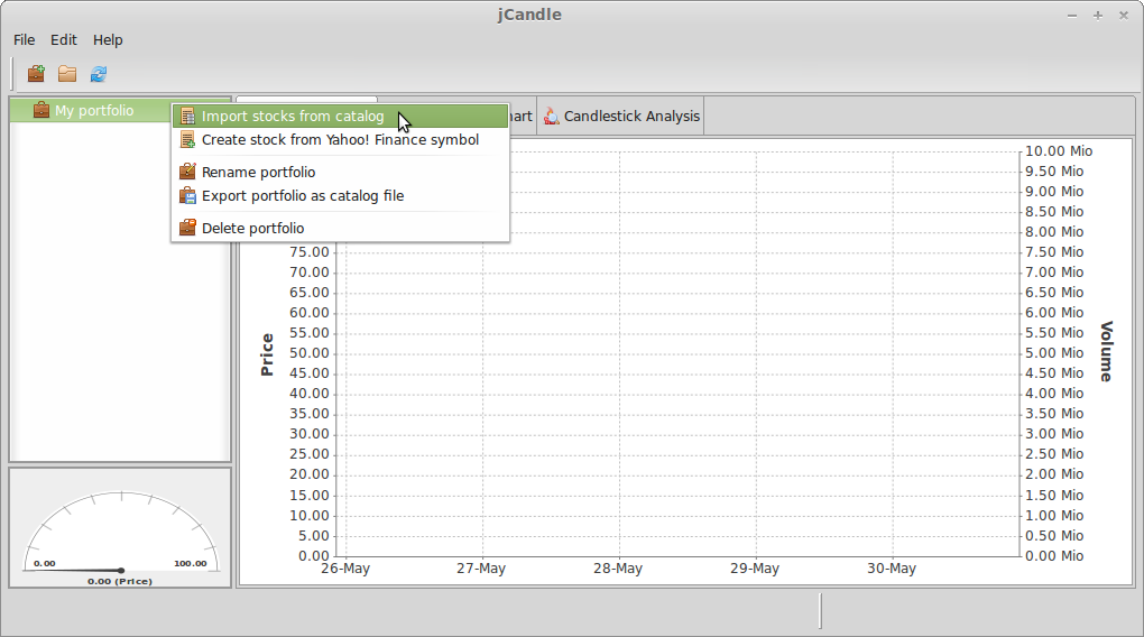 jCandle
File Edit Help
My portfolio
Import stocks from catalog
Create stock from Yahoo! Finance symbol
Rename portfolio
Export portfolio as catalog file
Delete portfolio
art
Candlestick Analysis
75.00
70.00
65.00
60.00
55.00
50.00
45.00
40.00
35.00
30.00
25.00
20.00
15.00
10.00
5.00
0.00
Price
10.00 Mio
9.50 Mio
9.00 Mio
8.50 Mio
8.00 Mio
7.50 Mio
7.00 Mio
6.50 Mio
6.00 Mio
5.50 Mio
5.00 Mio
4.50 Mio
4.00 Mio
3.50 Mio
3.00 Mio
2.50 Mio
2.00 Mio
1.50 Mio
1.00 Mio
0.50 Mio
0.00 Mio
Volume
26-May 27-May 28-May 29-May 30-May
0.00 100.00
0.00 (Price)